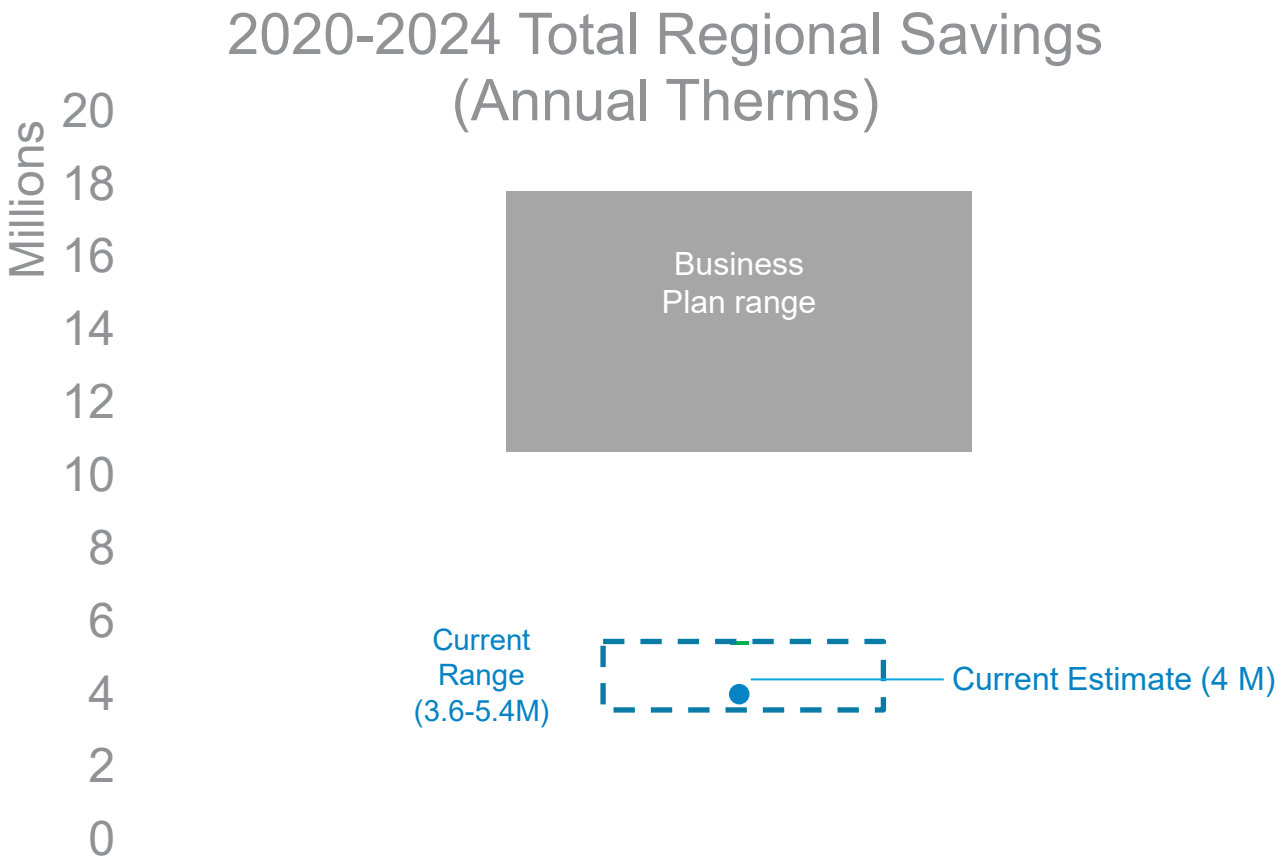 2020-2024 Total Regional Savings
(Annual Therms)
Millions
20
18
16
14
12
10
8
6
4
2
0
Business
Plan range
Current
Range
(3.6-5.4M)
Current Estimate (4 M)